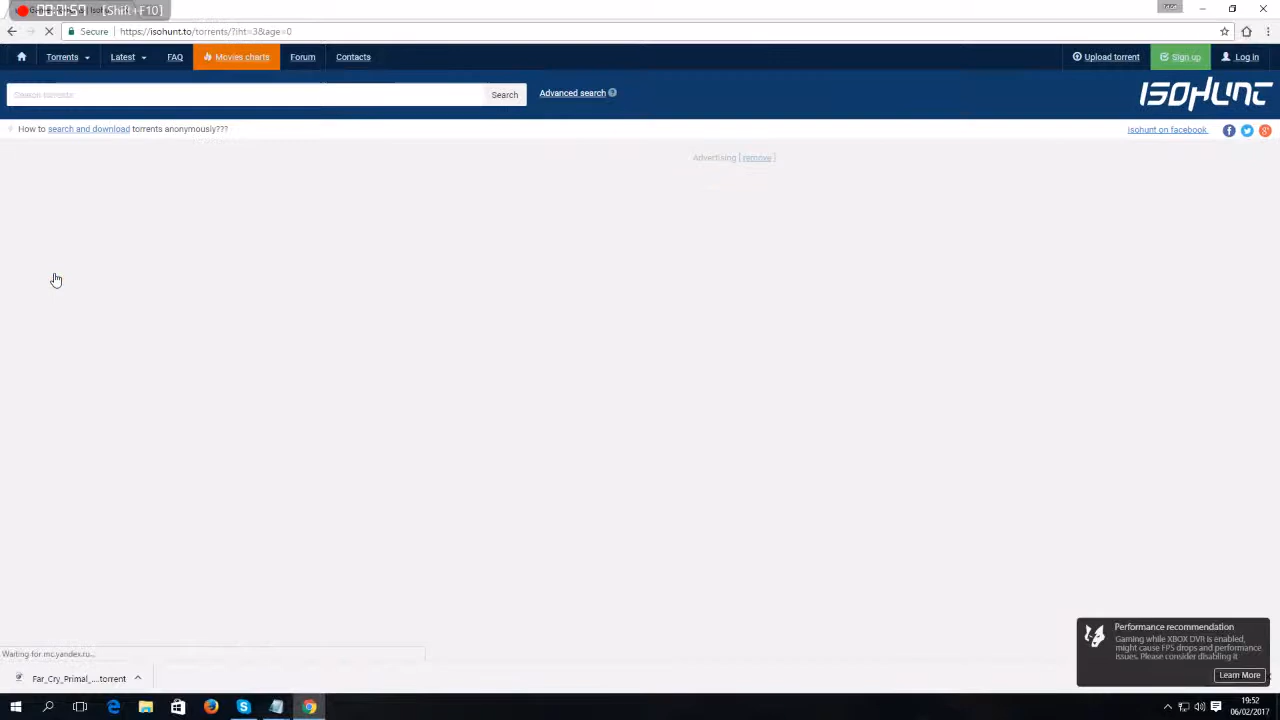 [Shift+F10]
Secure https://isohunt.to/torrents/?iht=3&age=0
Torrents Latest FAQ Movies charts Forum Contacts Upload torrent Sign up Log in
Search Advanced search ISOHUNT
How to search and download torrents anonymously??? Isohunt on facebook
Advertising [ remove ]
Performance recommendation
Gaming while XBOX DVR is enabled,
might cause FPS drops and performance
issues. Please consider disabling it
Learn More
Waiting for mc.yandex.ru...
Far_Cry_Primal_....torrent
19:52
06/02/2017